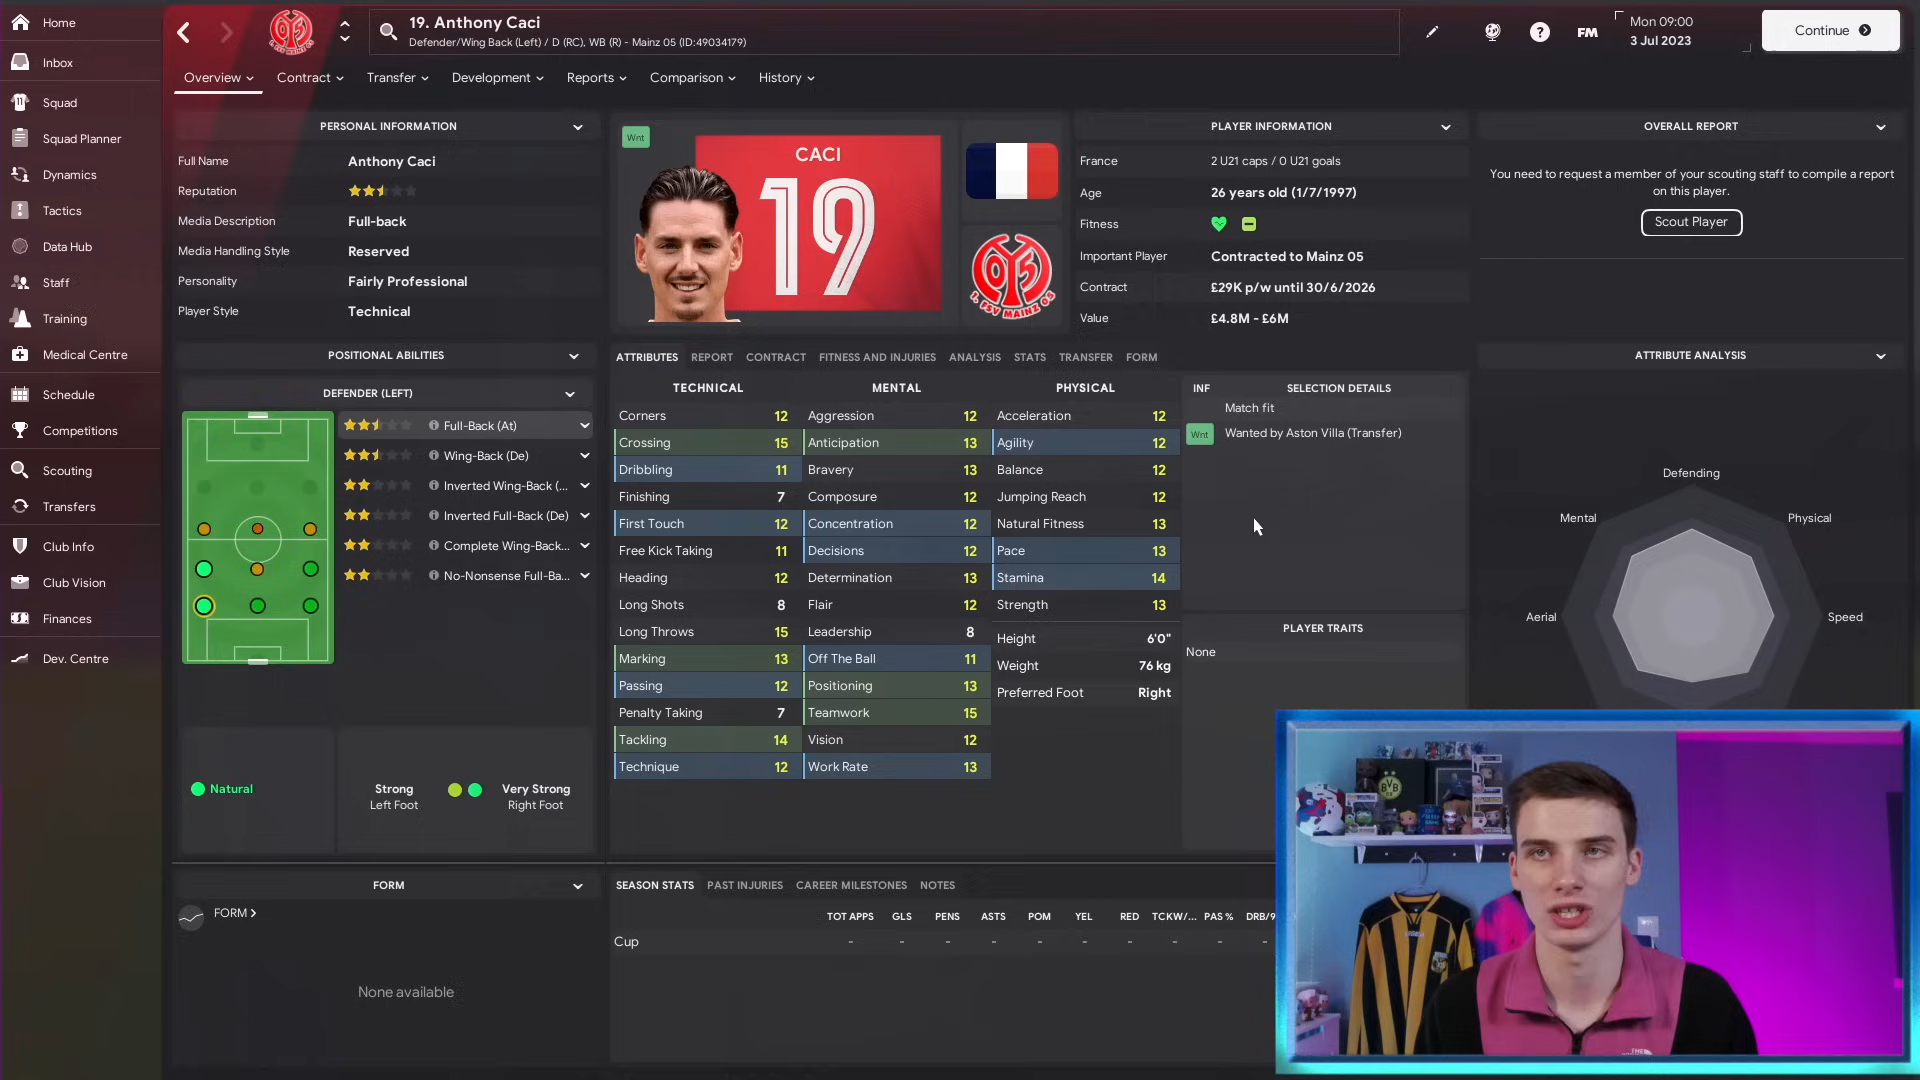 Home
Inbox
Squad
Squad Planner
Dynamics
Tactics
Data Hub
Staff
Training
Medical Centre
Schedule
Competitions
Scouting
Transfers
Club Info
Club Vision
Finances
Dev. Centre
19. Anthony Caci
Defender/Wing Back (Left) / D (RC), WB (R) - Mainz 05 (ID:49034179)
FM
Mon 09:00
3 Jul 2023
Continue
Overview
Contract
Transfer
Development
Reports
Comparison
History
PERSONAL INFORMATION
Full Name Anthony Caci
Reputation
Media Description Full-back
Media Handling Style Reserved
Personality Fairly Professional
Player Style Technical
Wnt
CACI
19
1. FSV MAINZ 05
PLAYER INFORMATION
France 2 U21 caps / 0 U21 goals
Age 26 years old (1/7/1997)
Fitness
Important Player Contracted to Mainz 05
Contract £29K p/w until 30/6/2026
Value £4.8M - £6M
OVERALL REPORT
You need to request a member of your scouting staff to compile a report
on this player.
Scout Player
POSITIONAL ABILITIES
DEFENDER (LEFT)
Full-Back (At)
Wing-Back (De)
Inverted Wing-Back (...
Inverted Full-Back (De)
Complete Wing-Back...
No-Nonsense Full-Ba...
Natural
Strong
Left Foot
Very Strong
Right Foot
ATTRIBUTES REPORT CONTRACT FITNESS AND INJURIES ANALYSIS STATS TRANSFER FORM
TECHNICAL
Corners 12
Crossing 15
Dribbling 11
Finishing 7
First Touch 12
Free Kick Taking 11
Heading 12
Long Shots 8
Long Throws 15
Marking 13
Passing 12
Penalty Taking 7
Tackling 14
Technique 12
MENTAL
Aggression 12
Anticipation 13
Bravery 13
Composure 12
Concentration 12
Decisions 12
Determination 13
Flair 12
Leadership 8
Off The Ball 11
Positioning 13
Teamwork 15
Vision 12
Work Rate 13
PHYSICAL
Acceleration 12
Agility 12
Balance 12
Jumping Reach 12
Natural Fitness 13
Pace 13
Stamina 14
Strength 13
Height 6'0"
Weight 76 kg
Preferred Foot Right
INF SELECTION DETAILS
Match fit
Wnt Wanted by Aston Villa (Transfer)
PLAYER TRAITS
None
ATTRIBUTE ANALYSIS
Defending
Physical
Speed
Aerial
Mental
FORM
FORM
None available
SEASON STATS PAST INJURIES CAREER MILESTONES NOTES
TOT APPS GLS PENS ASTS POM YEL RED TCKW/... PAS % DRB/9
Cup - - - - - - - - - -
BVB